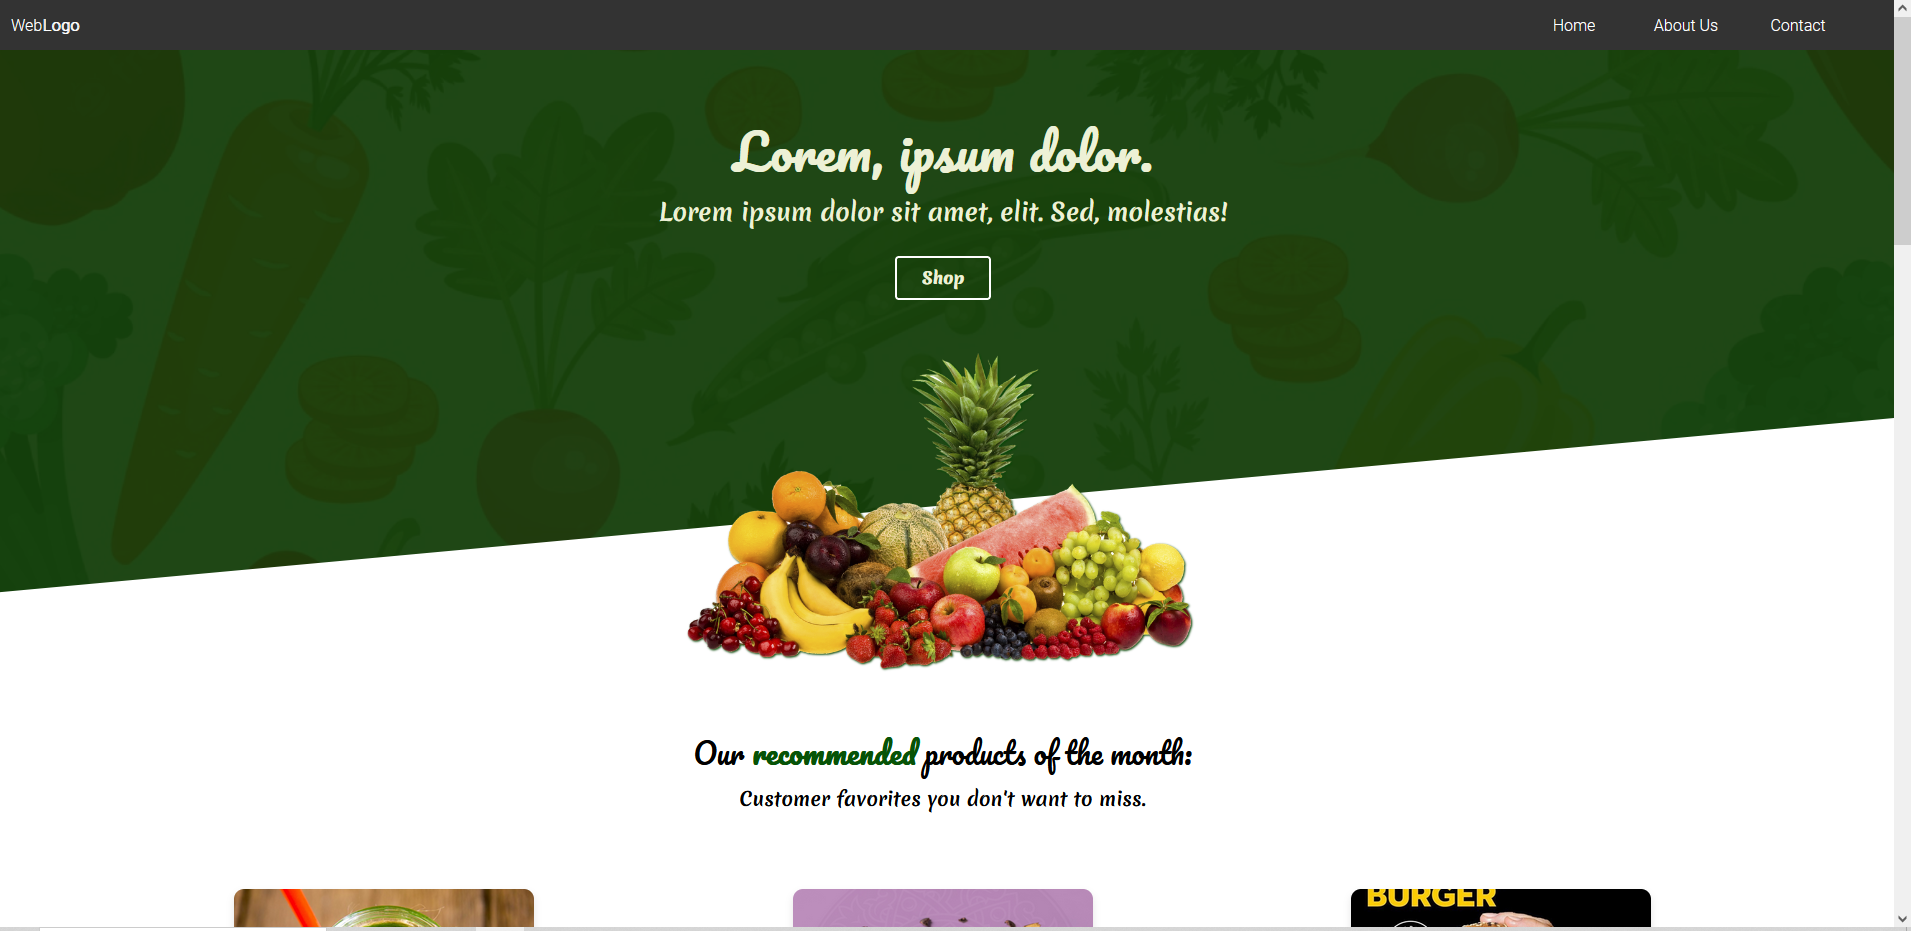 WebLogo
Home About Us Contact
Lorem, ipsum dolor.
Lorem ipsum dolor sit amet, elit. Sed, molestias!
Shop
Our recommended products of the month:
Customer favorites you don't want to miss.
BURGER